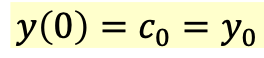 y(0) = c₀ = y₀